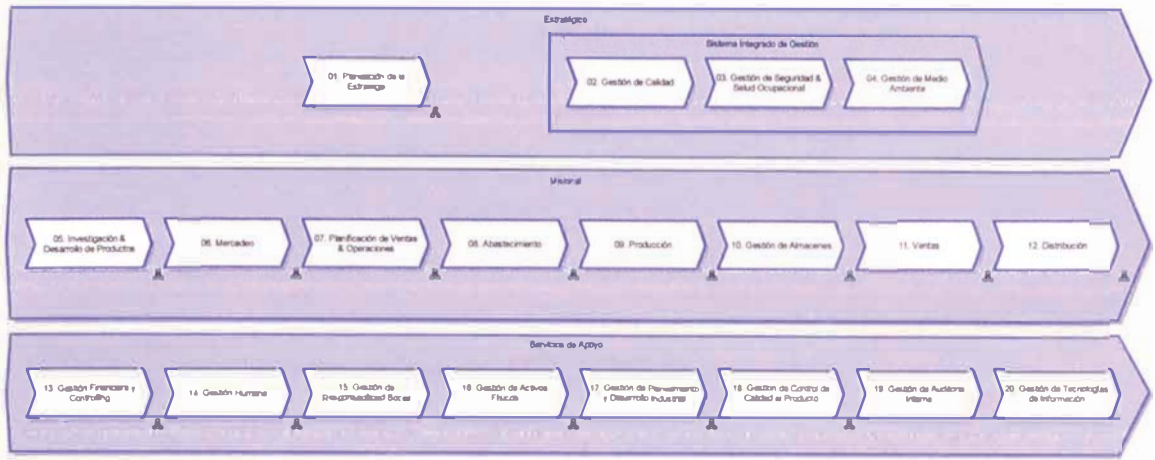 Estratégico
Sistema Integrado de Gestión
01. Planeación de la
Estrategia
02. Gestión de Calidad
03. Gestión de Seguridad &
Salud Ocupacional
04. Gestión de Medio
Ambiente
Misional
05. Investigación &
Desarrollo de Productos
06. Mercadeo
07. Planificación de Ventas
& Operaciones
08. Abastecimiento
09. Producción
10. Gestión de Almacenes
11. Ventas
12. Distribución
Servicios de Apoyo
13 Gestión Financiera y
Controlling
14 Gestión Humana
15 Gestión de
Responsabilidad Social
16 Gestión de Activos
Físicos
17 Gestión de Planeamiento
y Desarrollo Industrial
18 Gestion de Control de
Calidad al Producto
19 Gestión de Auditoría
Interna
20 Gestión de Tecnologías
de Información